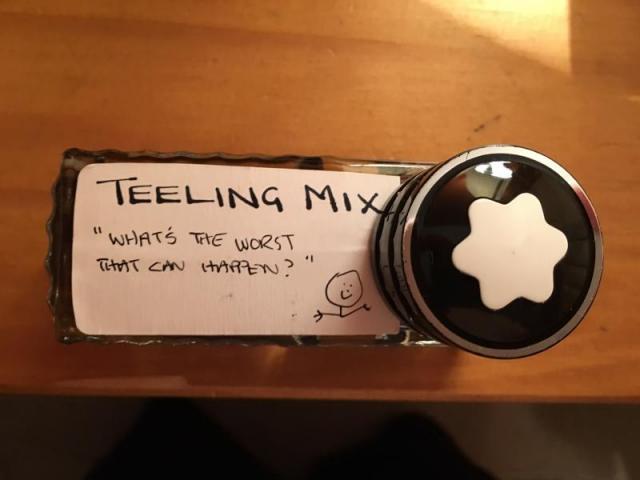 TEELING MIX
"WHAT'S THE WORST
THAT CAN HAPPEN?"